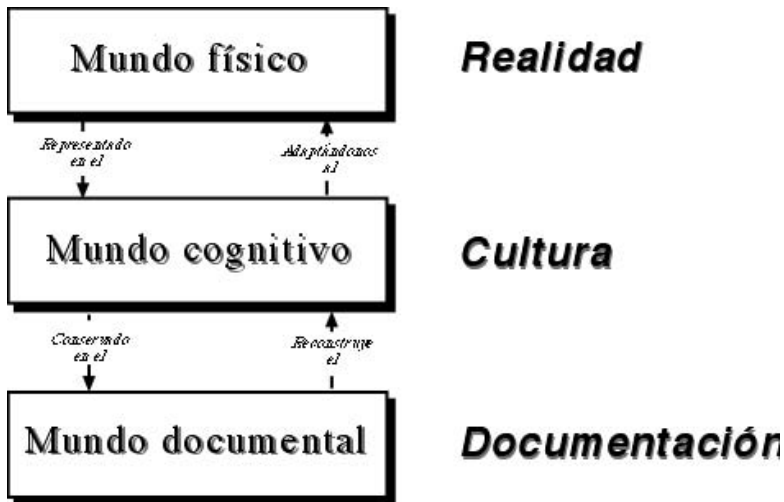 Mundo físico
Realidad
Representado
en el
Adaptándonos
al
Mundo cognitivo
Cultura
Conservado
en el
Reconstruye
el
Mundo documental
Documentación